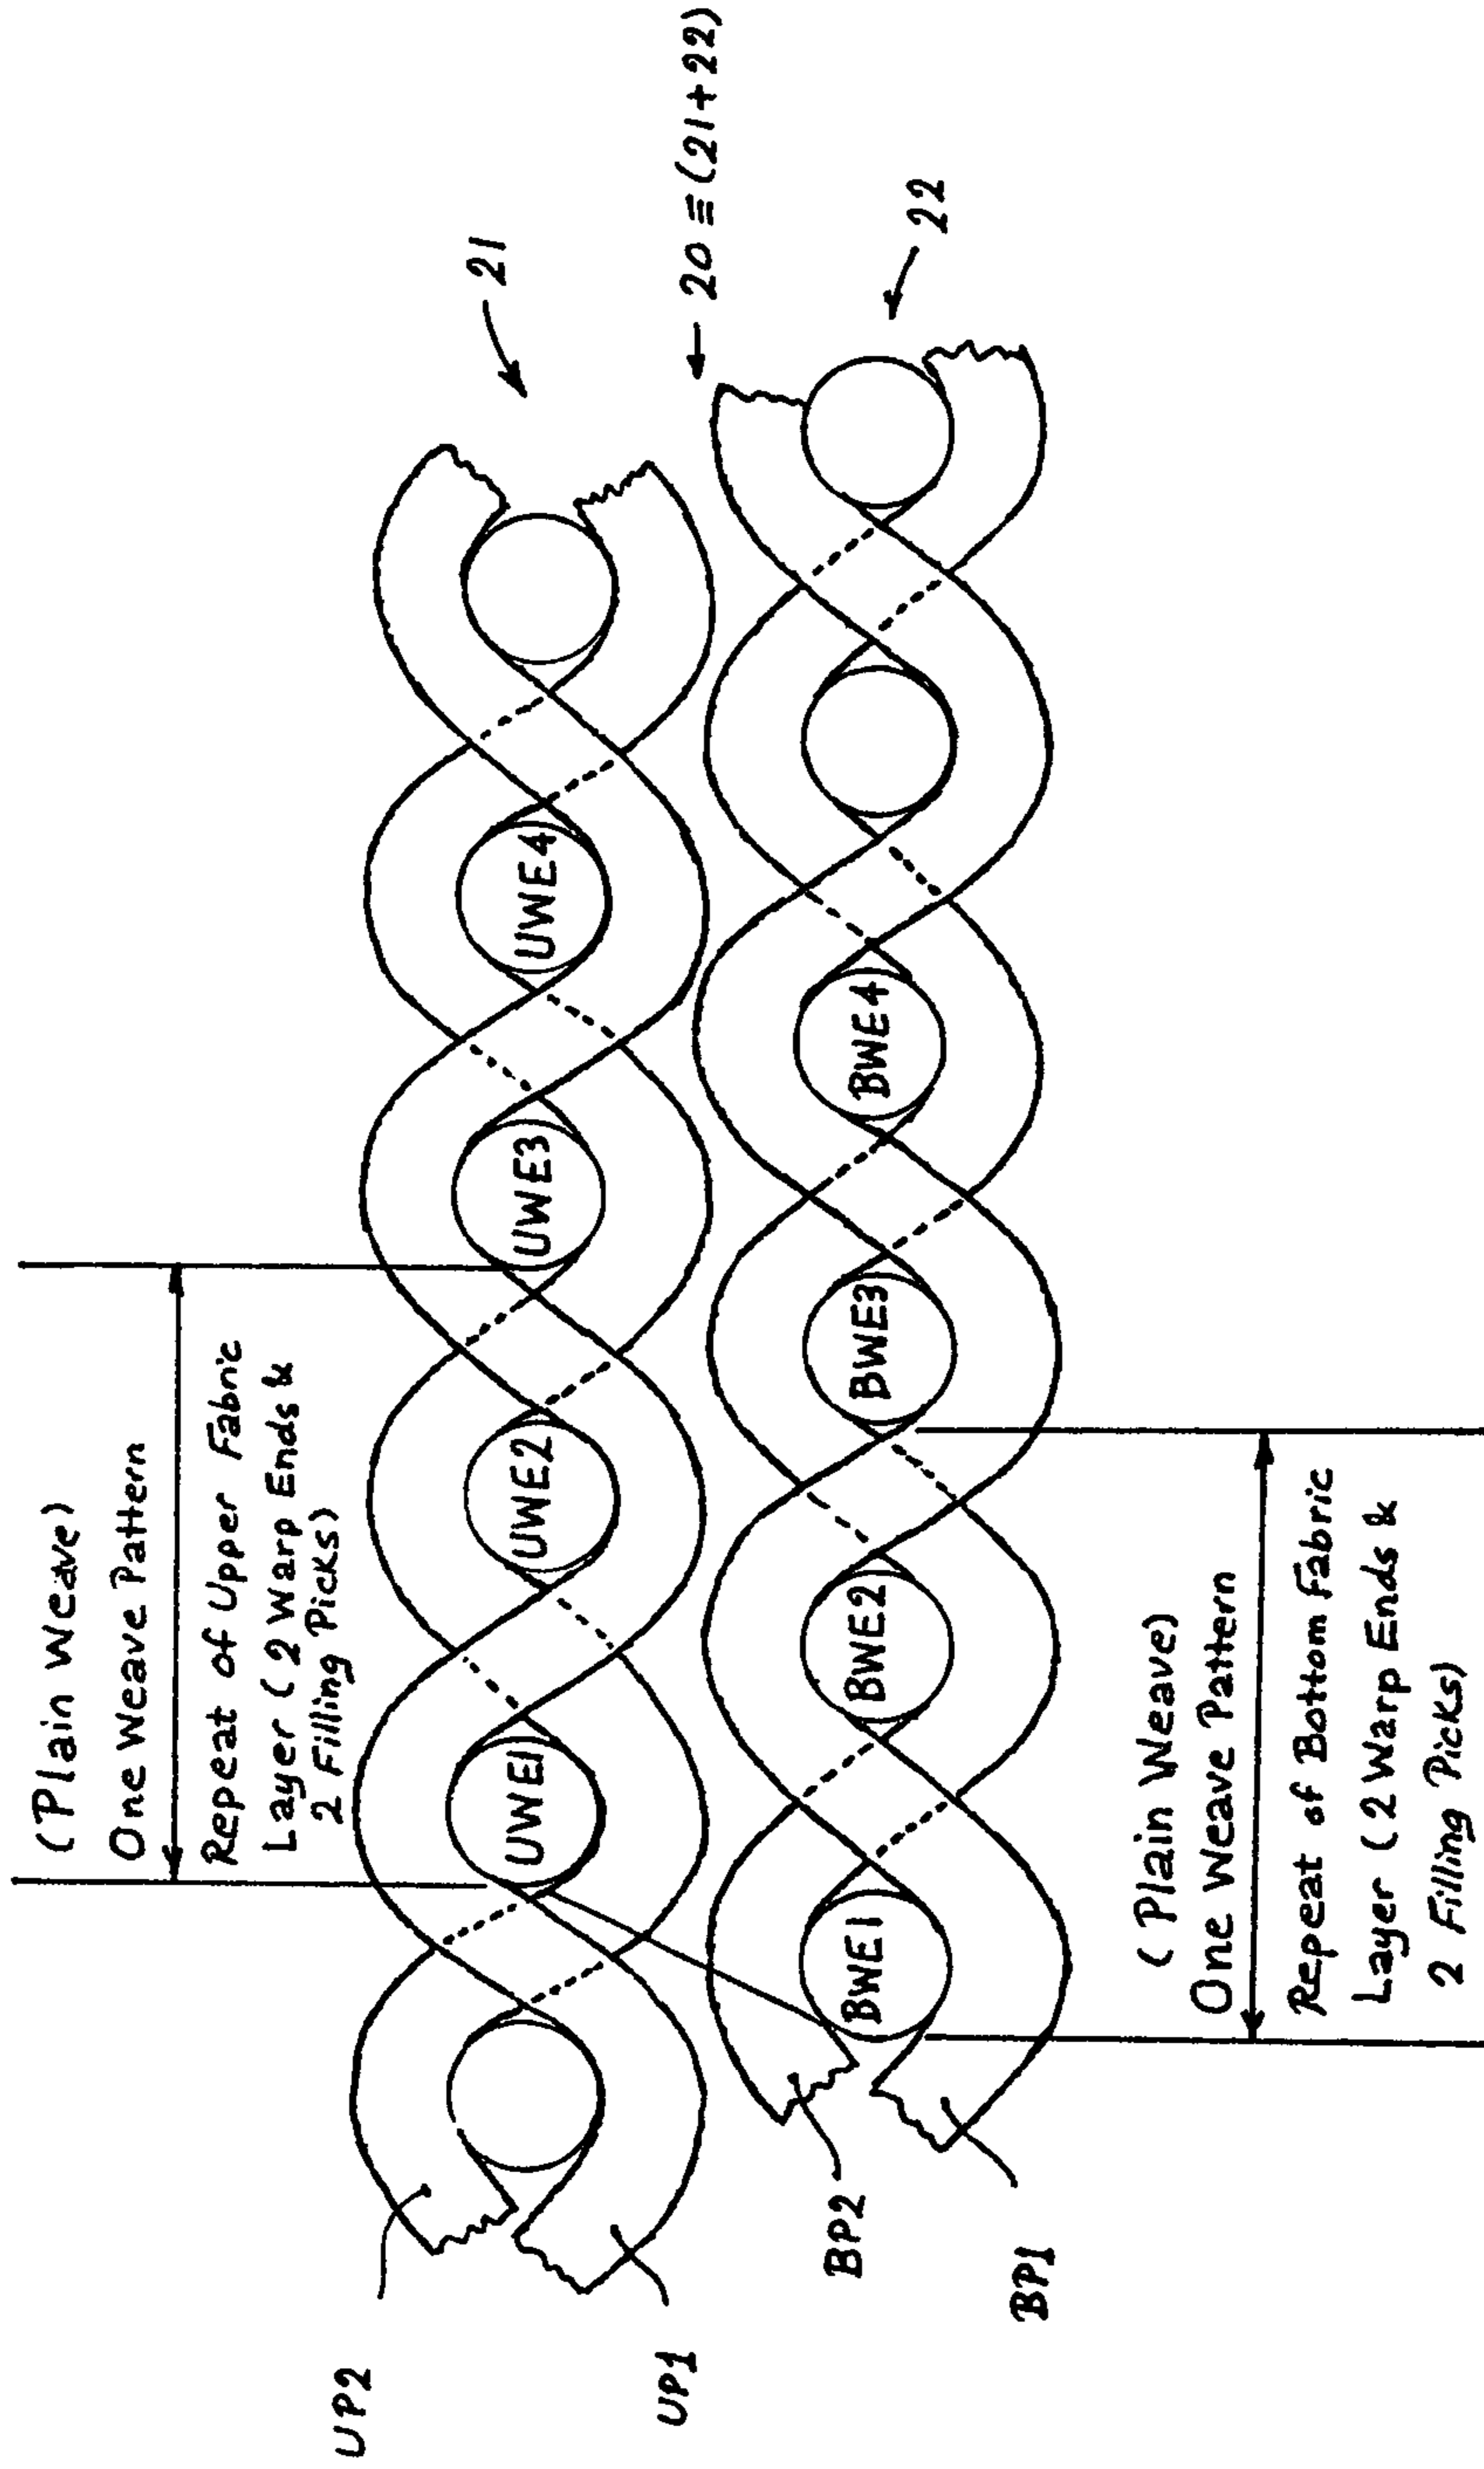 (Plain Weave)
One Weave Pattern
Repeat of Upper Fabric
Layer (2 Warp Ends &
2 Filling Picks)
21
20 ≡ (21+22)
22
UP2
UP1
UWE1
UWE2
UWE3
UWE4
BP2
BP1
BWE1
BWE2
BWE3
BWE4
(Plain Weave)
One Weave Pattern
Repeat of Bottom Fabric
Layer (2 Warp Ends &
2 Filling Picks)